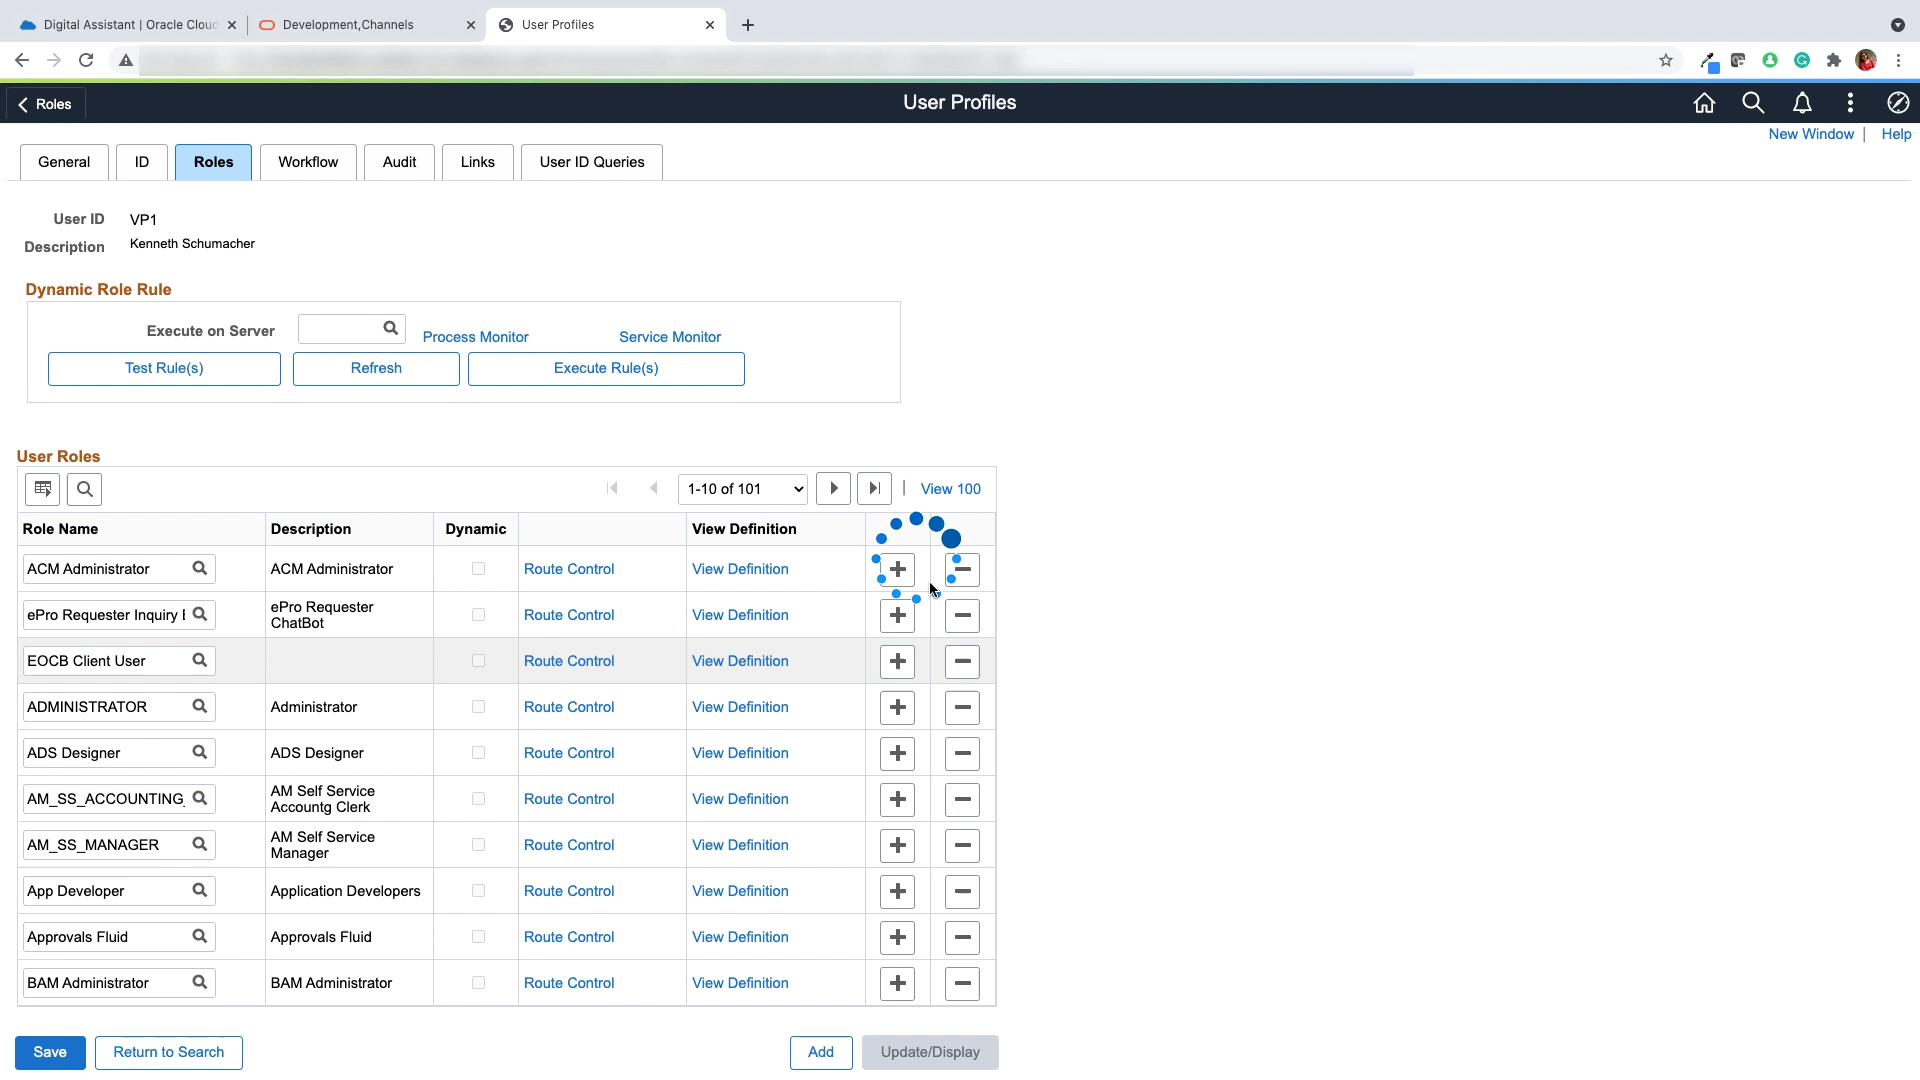 Digital Assistant | Oracle Cloud
Development,Channels
User Profiles
Roles
User Profiles
New Window | Help
General
ID
Roles
Workflow
Audit
Links
User ID Queries
User ID VP1
Description Kenneth Schumacher
Dynamic Role Rule
Execute on Server
Process Monitor
Service Monitor
Test Rule(s)
Refresh
Execute Rule(s)
User Roles
1-10 of 101
| View 100
Role Name Description Dynamic View Definition
ACM Administrator ACM Administrator Route Control View Definition
ePro Requester Inquiry ePro Requester
ChatBot Route Control View Definition
EOCB Client User Route Control View Definition
ADMINISTRATOR Administrator Route Control View Definition
ADS Designer ADS Designer Route Control View Definition
AM_SS_ACCOUNTING_ AM Self Service
Accountg Clerk Route Control View Definition
AM_SS_MANAGER AM Self Service
Manager Route Control View Definition
App Developer Application Developers Route Control View Definition
Approvals Fluid Approvals Fluid Route Control View Definition
BAM Administrator BAM Administrator Route Control View Definition
Save
Return to Search
Add
Update/Display